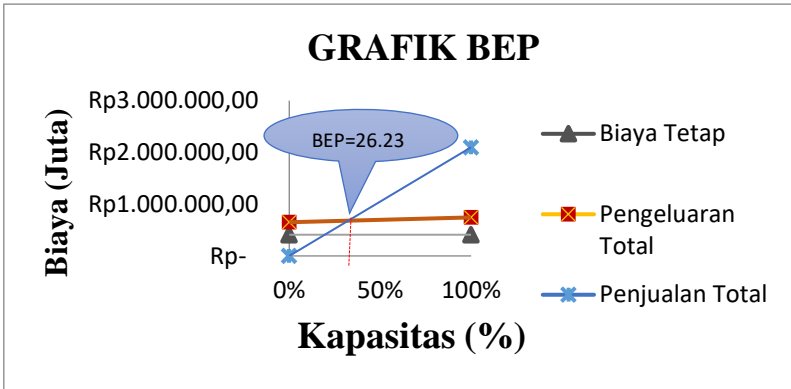 GRAFIK BEP
Biaya (Juta)
Rp3.000.000,00
Rp2.000.000,00
Rp1.000.000,00
Rp-
BEP=26.23
0% 50% 100%
Kapasitas (%)
Biaya Tetap
Pengeluaran
Total
Penjualan Total